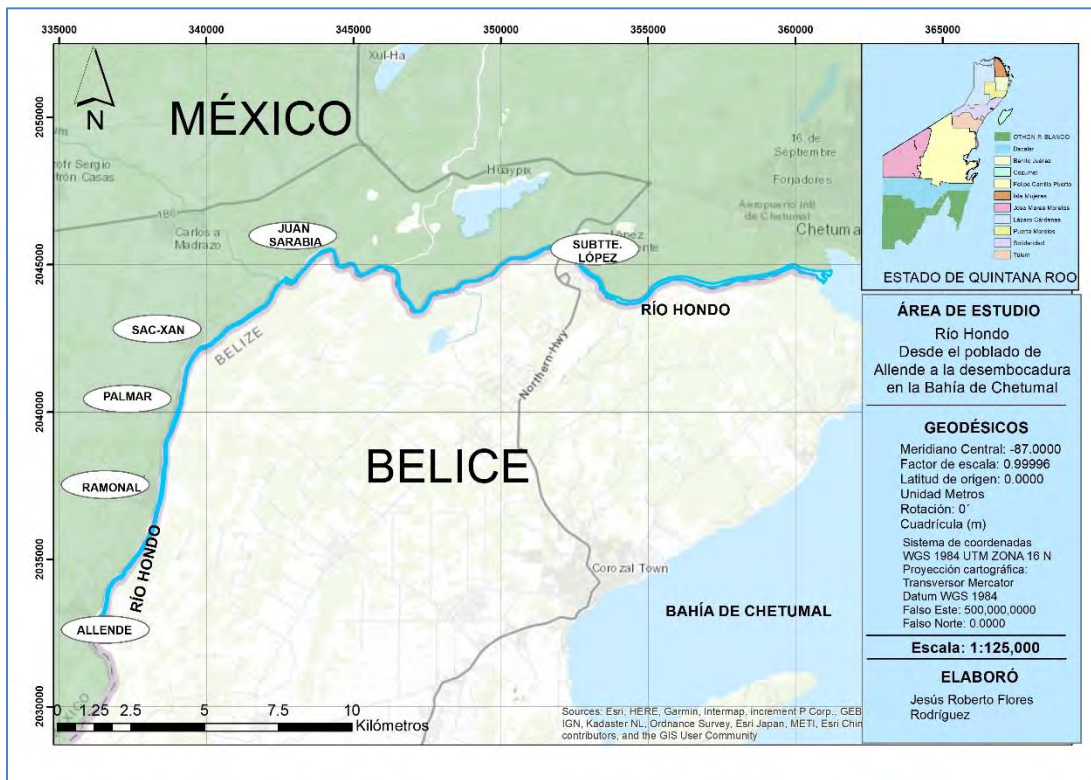 335000 340000 345000 350000 355000 360000 365000
2050000
2045000
2040000
2035000
2030000
N
MÉXICO
Xul-Ha
Huaypix
16 de
Septiembre
Forjadores
Aeropuerto intl
de Chetumal
Chetuma
186
Carlos a
Madrazo
JUAN
SARABIA
SUBTTE.
LÓPEZ
RÍO HONDO
SAC-XAN
BELIZE
PALMAR
Northern-Hwy
BELICE
RAMONAL
RÍO HONDO
ALLENDE
Corozal Town
BAHÍA DE CHETUMAL
0 1.25 2.5 5 7.5 10
Kilómetros
Sources: Esri, HERE, Garmin, Intermap, increment P Corp., GEB
IGN, Kadaster NL, Ordnance Survey, Esri Japan, METI, Esri Chin
contributors, and the GIS User Community
OTHON P. BLANCO
Bacalar
Benito Juárez
Cozumel
Felipe Carrillo Puerto
Isla Mujeres
José María Morelos
Lázaro Cárdenas
Puerto Morelos
Solidaridad
Tulum
ESTADO DE QUINTANA ROO
ÁREA DE ESTUDIO
Río Hondo
Desde el poblado de
Allende a la desembocadura
en la Bahía de Chetumal
GEODÉSICOS
Meridiano Central: -87.0000
Factor de escala: 0.99996
Latitud de origen: 0.0000
Unidad Metros
Rotación: 0´
Cuadrícula (m)
Sistema de coordenadas
WGS 1984 UTM ZONA 16 N
Proyección cartográfica:
Transversor Mercator
Datum WGS 1984
Falso Este: 500,000,0000
Falso Norte: 0.0000
Escala: 1:125,000
ELABORÓ
Jesús Roberto Flores
Rodríguez